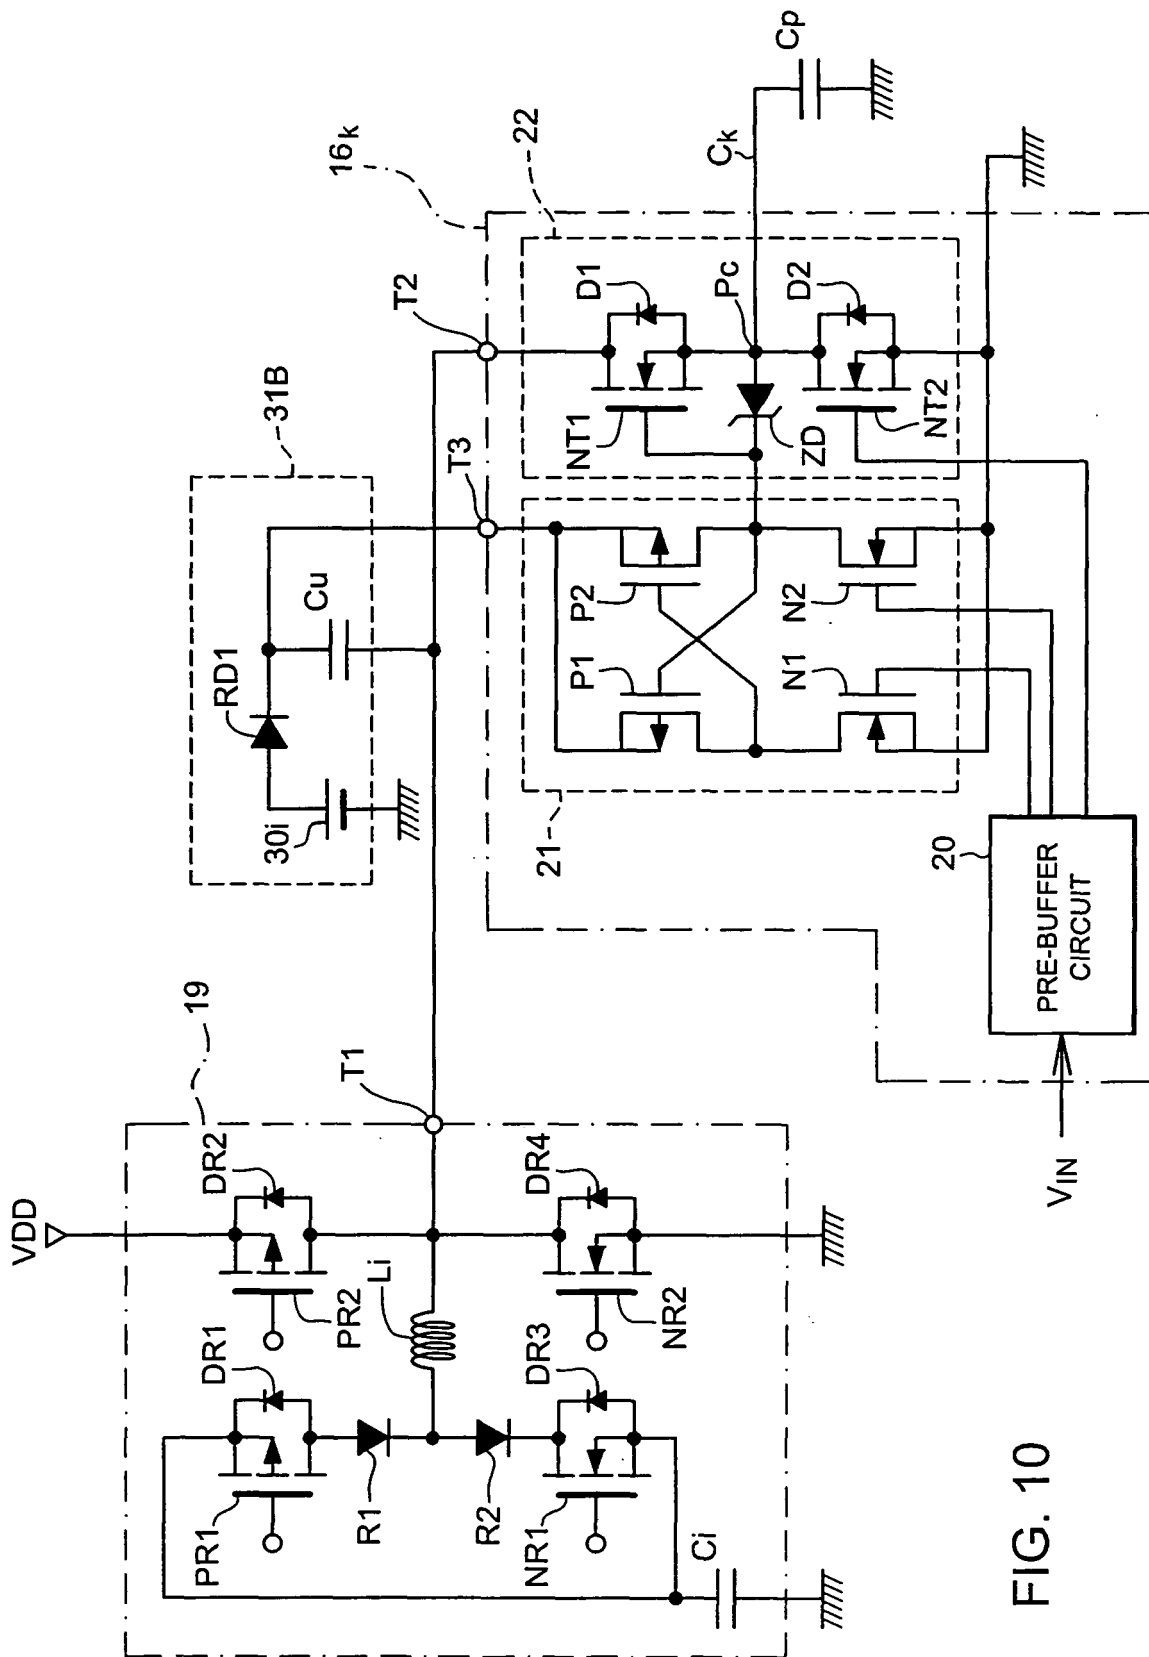 FIG. 10
VDD
19
PR1
DR1
PR2
DR2
R1
Li
T1
R2
NR1
DR3
NR2
DR4
Ci
31B
30i
RD1
Cu
T3
T2
16k
21
P1
P2
N1
N2
22
NT1
D1
Pc
ZD
NT2
D2
Ck
Cp
20
PRE-BUFFER
CIRCUIT
VIN